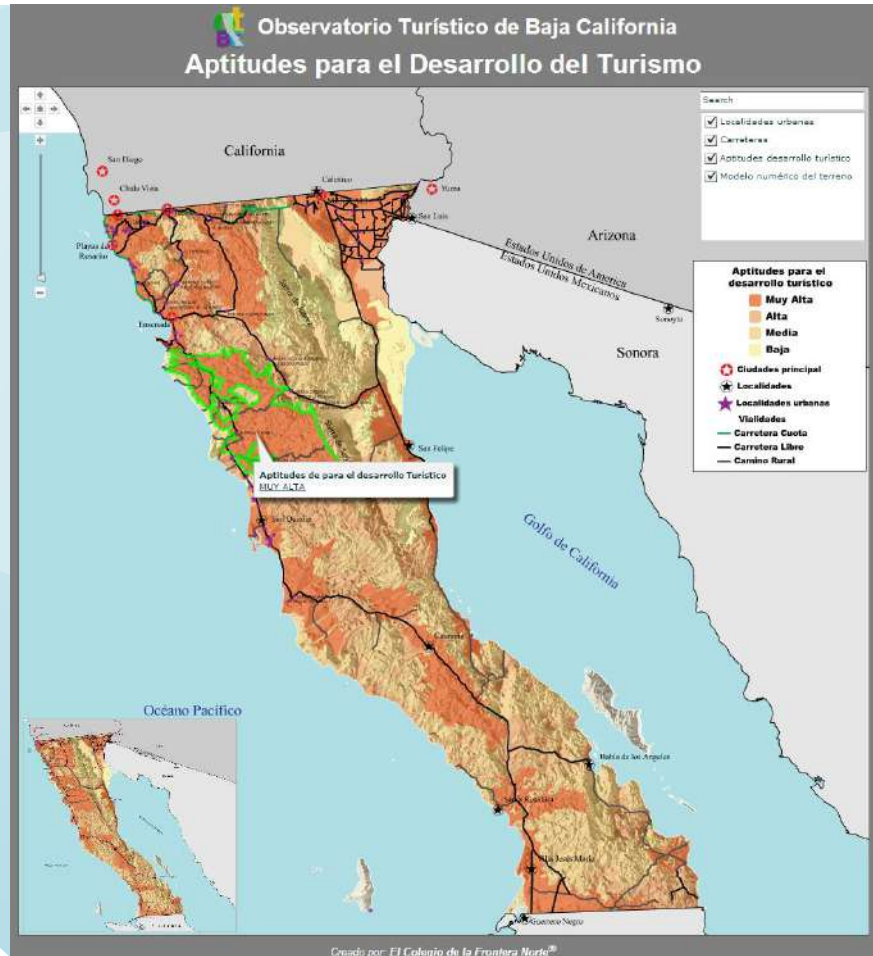 Observatorio Turístico de Baja California
Aptitudes para el Desarrollo del Turismo
Search
Localidades urbanas
Carreteras
Aptitudes desarrollo turístico
Modelo numérico del terreno
San Diego
California
Chula Vista
Calexico
Yuma
San Luis
Arizona
Playas de
Rosarito
Estados Unidos de America
Estados Unidos Mexicanos
Sonoyta
Ensenada
Sonora
Aptitudes para el
desarrollo turístico
Muy Alta
Alta
Media
Baja
Ciudades principal
Localidades
Localidades urbanas
Vialidades
Carretera Cuota
Carretera Libre
Camino Rural
San Felipe
Aptitudes de para el desarrollo Turístico
MUY ALTA
Golfo de California
Océano Pacífico
Bahía de los Angeles
Jesús María
Guerrero Negro
Creado por: El Colegio de la Frontera Norte®